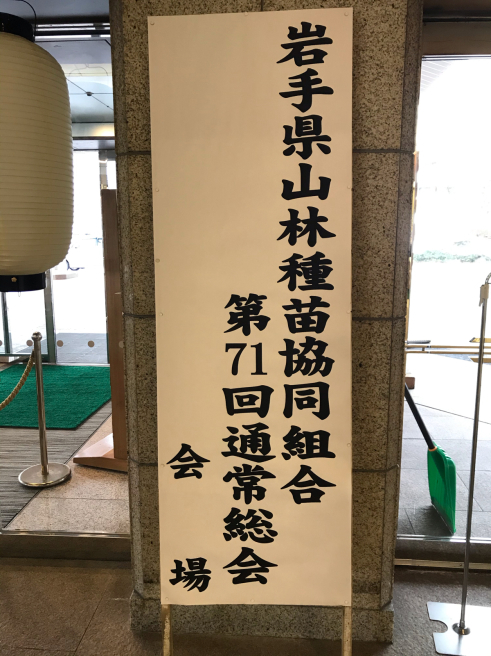 岩手県山林種苗協同組合
第71回通常総会
会場